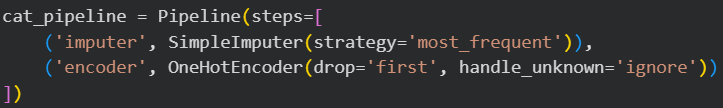 cat_pipeline = Pipeline(steps=[
    ('imputer', SimpleImputer(strategy='most_frequent')),
    ('encoder', OneHotEncoder(drop='first', handle_unknown='ignore'))
])